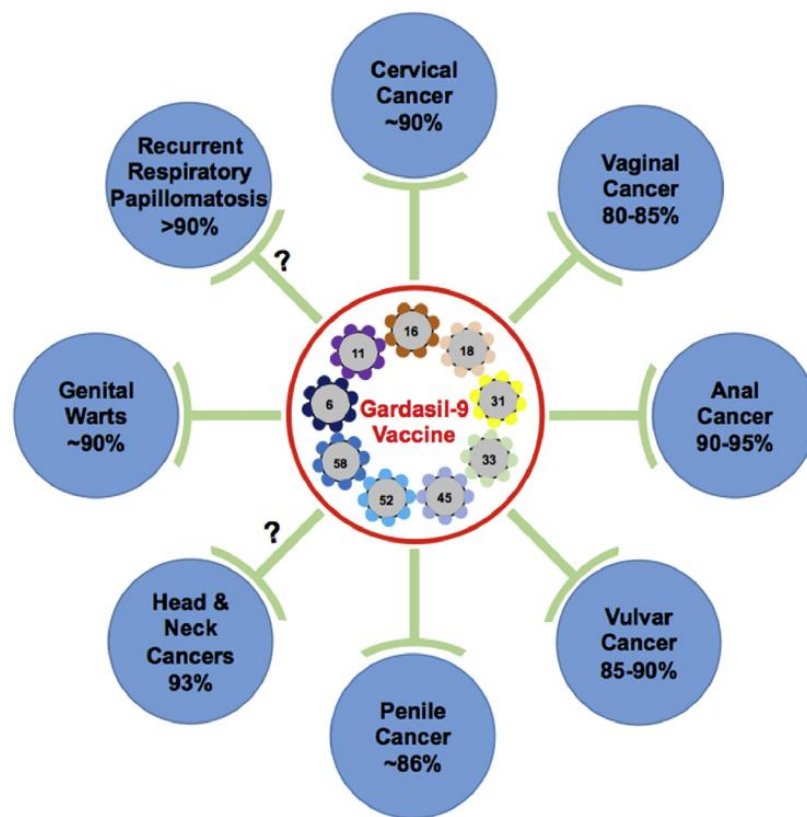 Cervical
Cancer
~90%
Recurrent
Respiratory
Papillomatosis
>90%
Vaginal
Cancer
80-85%
?
16
11
18
Genital
Warts
~90%
6
Gardasil-9
Vaccine
31
Anal
Cancer
90-95%
58
33
52
45
?
Head &
Neck
Cancers
93%
Vulvar
Cancer
85-90%
Penile
Cancer
~86%